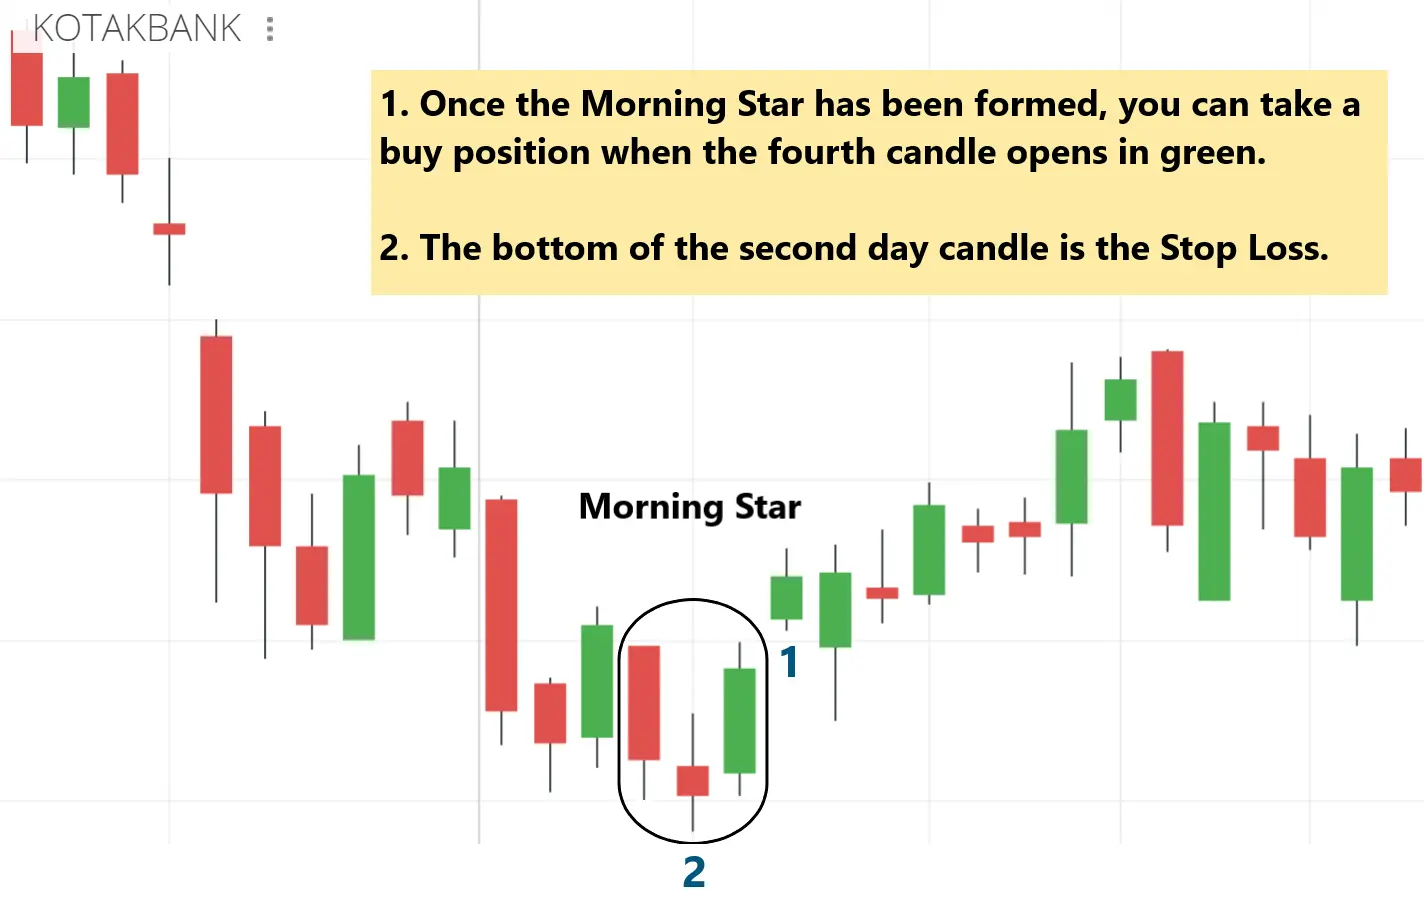 KOTAKBANK
1. Once the Morning Star has been formed, you can take a
buy position when the fourth candle opens in green.
2. The bottom of the second day candle is the Stop Loss.
Morning Star
1
2